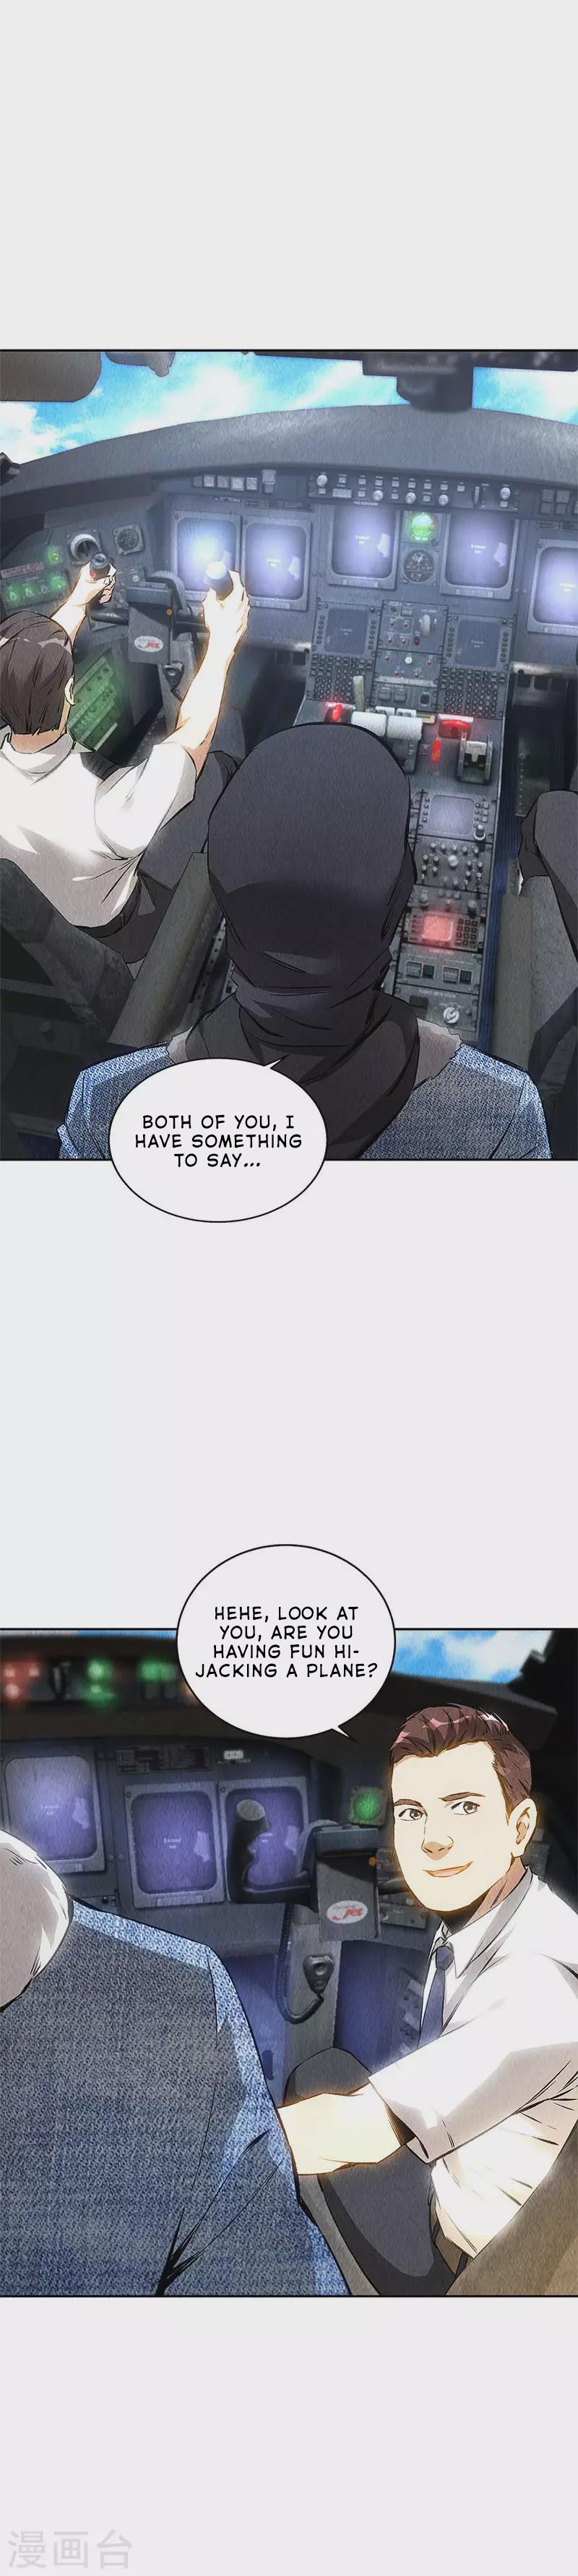 BOTH OF YOU, I
HAVE SOMETHING
TO SAY...
HEHE, LOOK AT
YOU, ARE YOU
HAVING FUN HI-
JACKING A PLANE?
漫画台